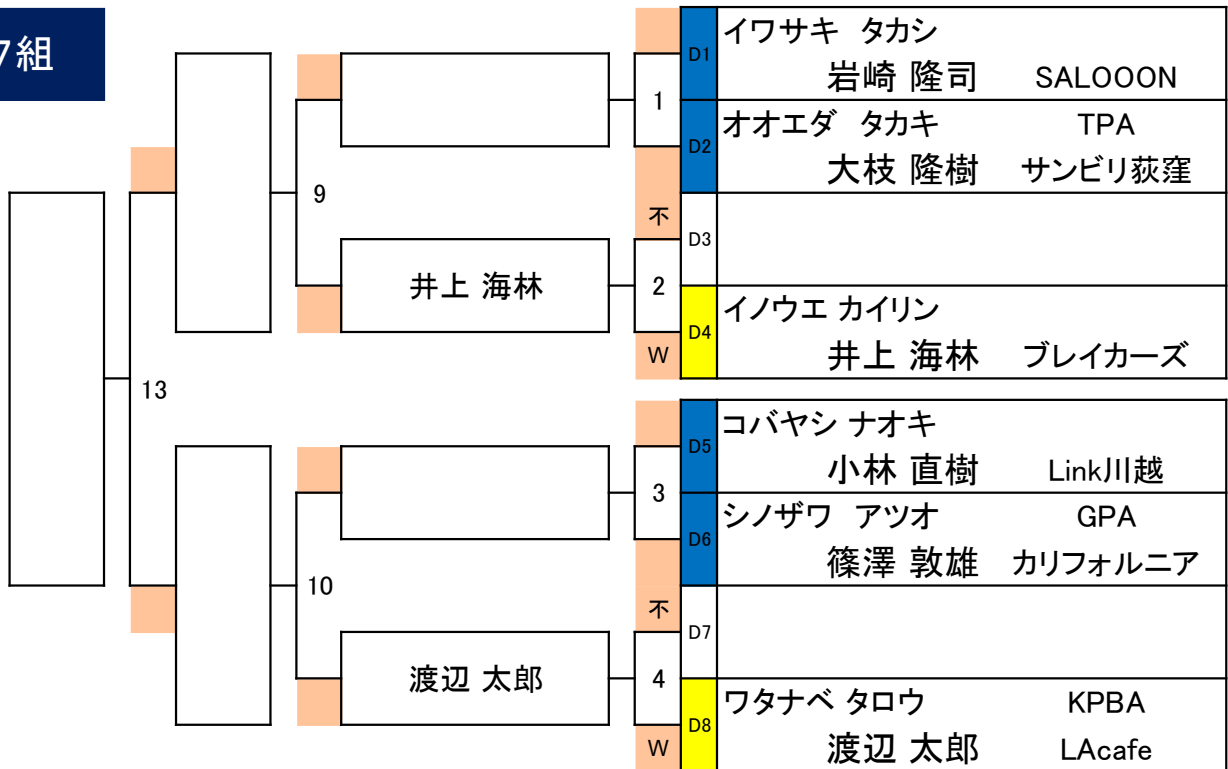 7組
D1 イワサキ タカシ
岩崎 隆司 SALOOON
1
D2 オオエダ タカキ TPA
大枝 隆樹 サンビリ荻窪
9
不
D3
井上 海林 2
D4 イノウエ カイリン
W 井上 海林 ブレイカーズ
13
D5 コバヤシ ナオキ
小林 直樹 Link川越
3
D6 シノザワ アツオ GPA
篠澤 敦雄 カリフォルニア
10
不
D7
渡辺 太郎 4
D8 ワタナベ タロウ KPBA
W 渡辺 太郎 LAcafe